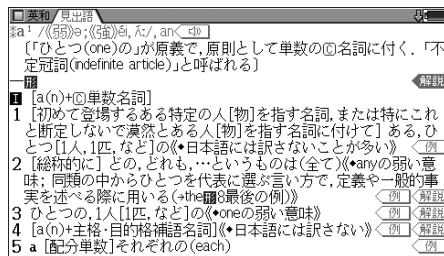 英和/見出語
*a¹ /《弱》ə;《強》éi, ʌ:/, an
〔「ひとつ(one)の」が原義で,原則として単数のⒸ名詞に付く.「不
定冠詞(indefinite article)」と呼ばれる〕
—形 解説
1 [a(n)+Ⓒ単数名詞]
1 [初めて登場するある特定の人[物]を指す名詞,または特にこれ
と断定しないで漠然とある人[物]を指す名詞に付けて] ある,ひ
とつ[1人,1匹,など]の《◆日本語には訳さないことが多い》 例
2 [総称的に] どの,どれも,…というものは(全て)《◆anyの弱い意
味; 同類の中からひとつを代表に選ぶ言い方で,定義や一般的事
実を述べる際に用いる(→the形8最後の例)》 例 解説
3 ひとつの,1人[1匹,など]の《◆oneの弱い意味》 例 解説
4 [a(n)+主格・目的格補語名詞]《◆日本語には訳さない》 例 解説
5 a [配分単数]それぞれの(each) 例